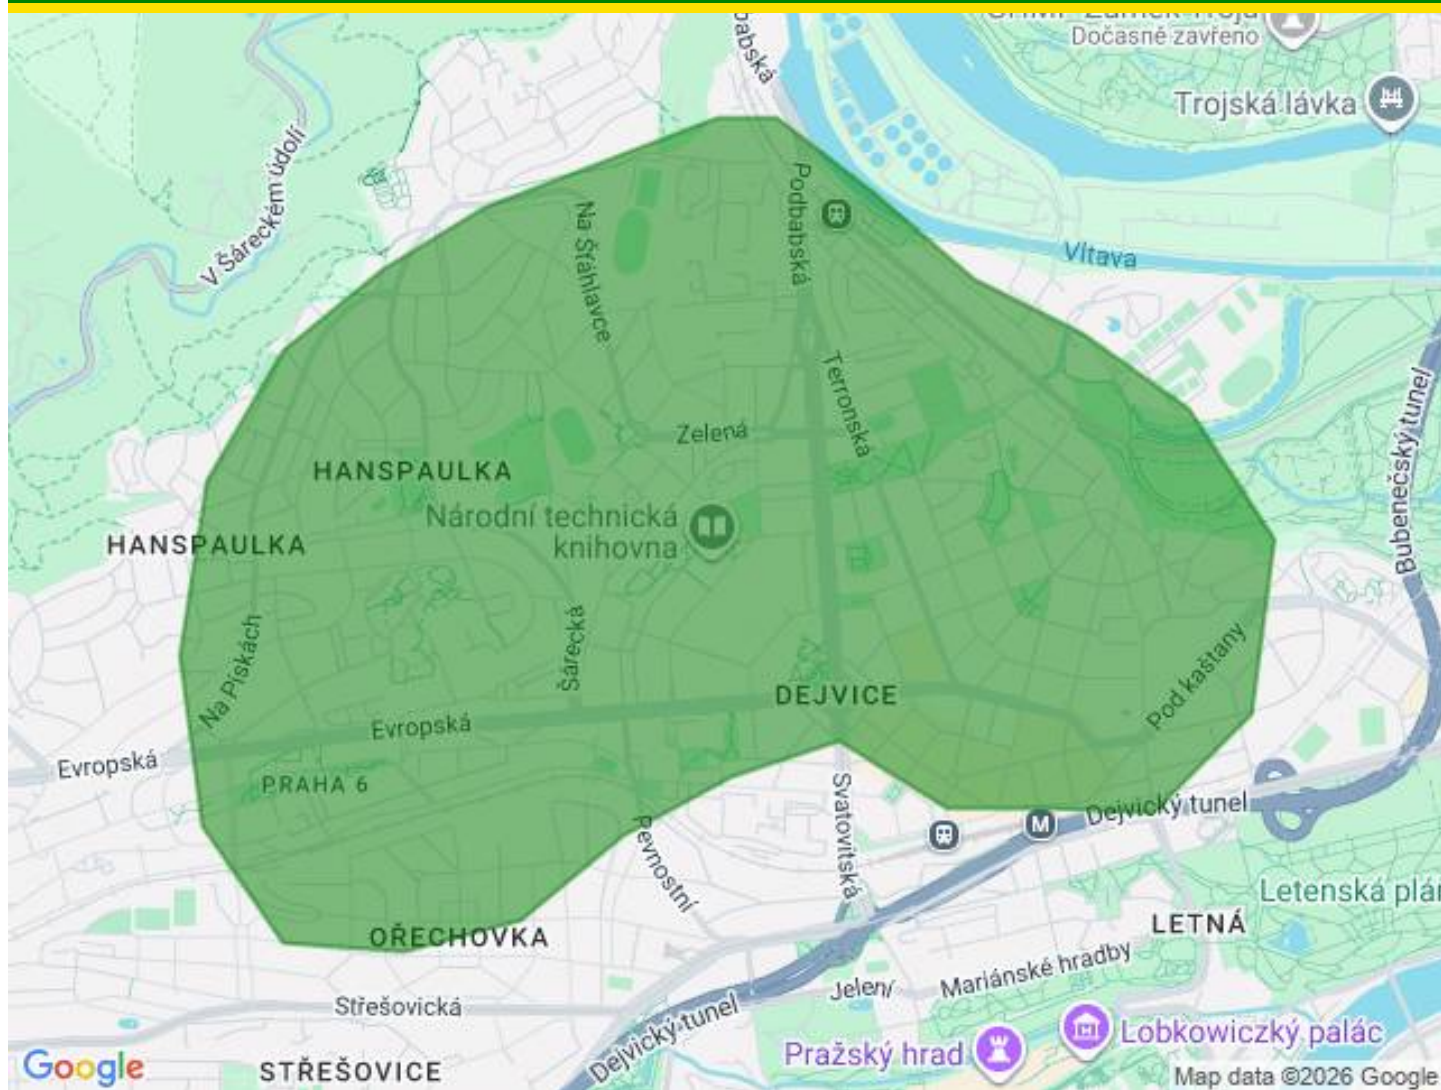 Dočasně zavřeno
Trojská lávka
V Šáreckém údolí
Podbabská
Na Šťáhlavce
Vltava
Terronská
Zelená
Bubenečský tunel
HANSPAULKA
Národní technická
knihovna
HANSPAULKA
Na Pískách
Šárecká
Pod kaštany
DEJVICE
Evropská
Evropská
PRAHA 6
Dejvický tunel
M
Svatovítská
Pevnostní
Letenská plá
LETNÁ
OŘECHOVKA
Mariánské hradby
Jelení
Střešovická
Dejvický tunel
Lobkowiczký palác
Pražský hrad
Google
STŘEŠOVICE
Map data ©2026 Google